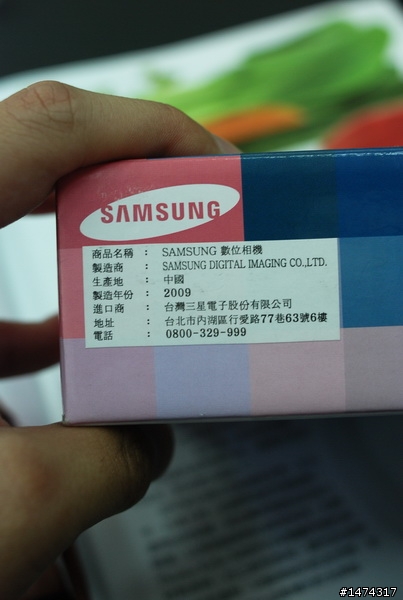 SAMSUNG
商品名稱 : SAMSUNG 數位相機
製造商 : SAMSUNG DIGITAL IMAGING CO.,LTD.
生產地 : 中國
製造年份 : 2009
進口商 : 台灣三星電子股份有限公司
地址 : 台北市內湖區行愛路77巷63號6樓
電話 : 0800-329-999
#1474317